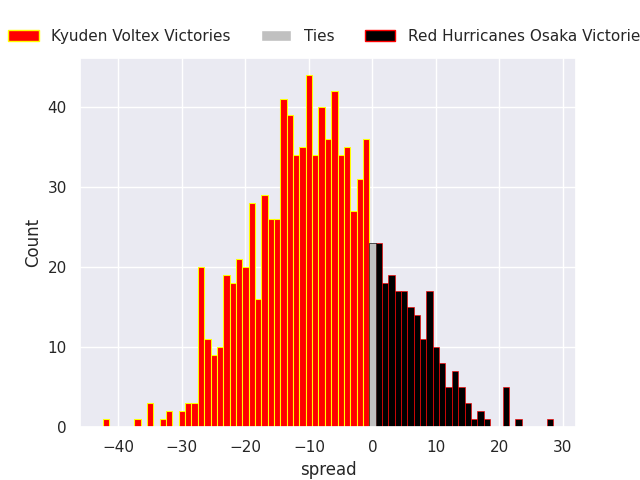 Kyuden Voltex Victories Ties Red Hurricanes Osaka Victorie
40
30
20
10
0
Count
−40 −30 −20 −10 0 10 20 30
spread